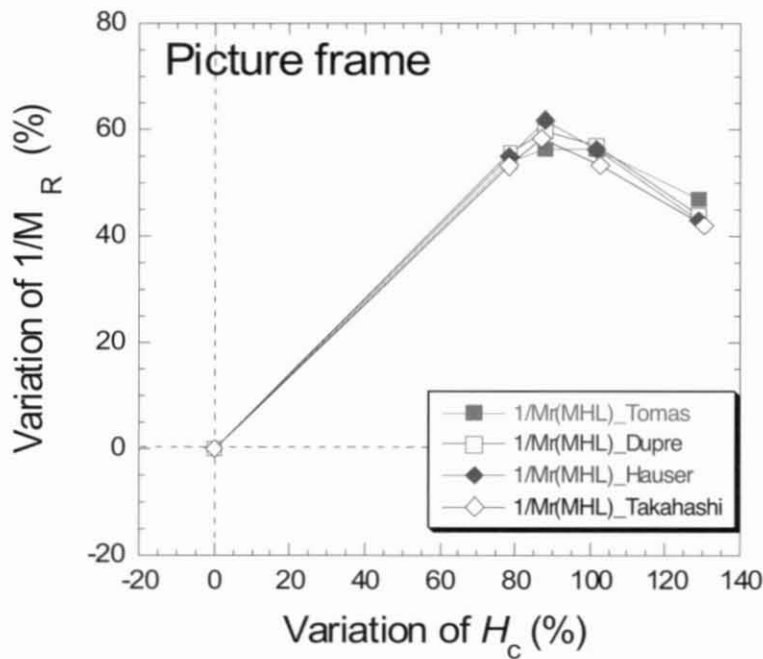 Picture frame
Variation of 1/M R (%)
80
60
40
20
0
-20
-20 0 20 40 60 80 100 120 140
Variation of Hc (%)
1/Mr(MHL)_Tomas
1/Mr(MHL)_Dupre
1/Mr(MHL)_Hauser
1/Mr(MHL)_Takahashi